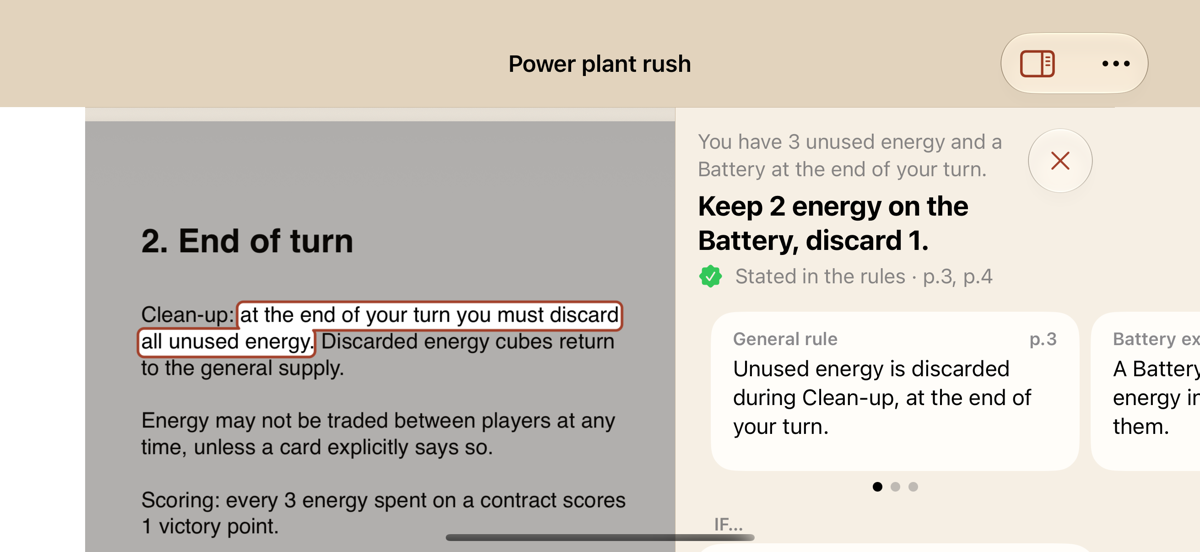 Power plant rush
2. End of turn
Clean-up: at the end of your turn you must discard
all unused energy. Discarded energy cubes return
to the general supply.
Energy may not be traded between players at any
time, unless a card explicitly says so.
Scoring: every 3 energy spent on a contract scores
1 victory point.
You have 3 unused energy and a
Battery at the end of your turn.
Keep 2 energy on the
Battery, discard 1.
Stated in the rules · p.3, p.4
General rule p.3
Unused energy is discarded
during Clean-up, at the end of
your turn.
Battery ex
A Battery
energy in
them.
IF...